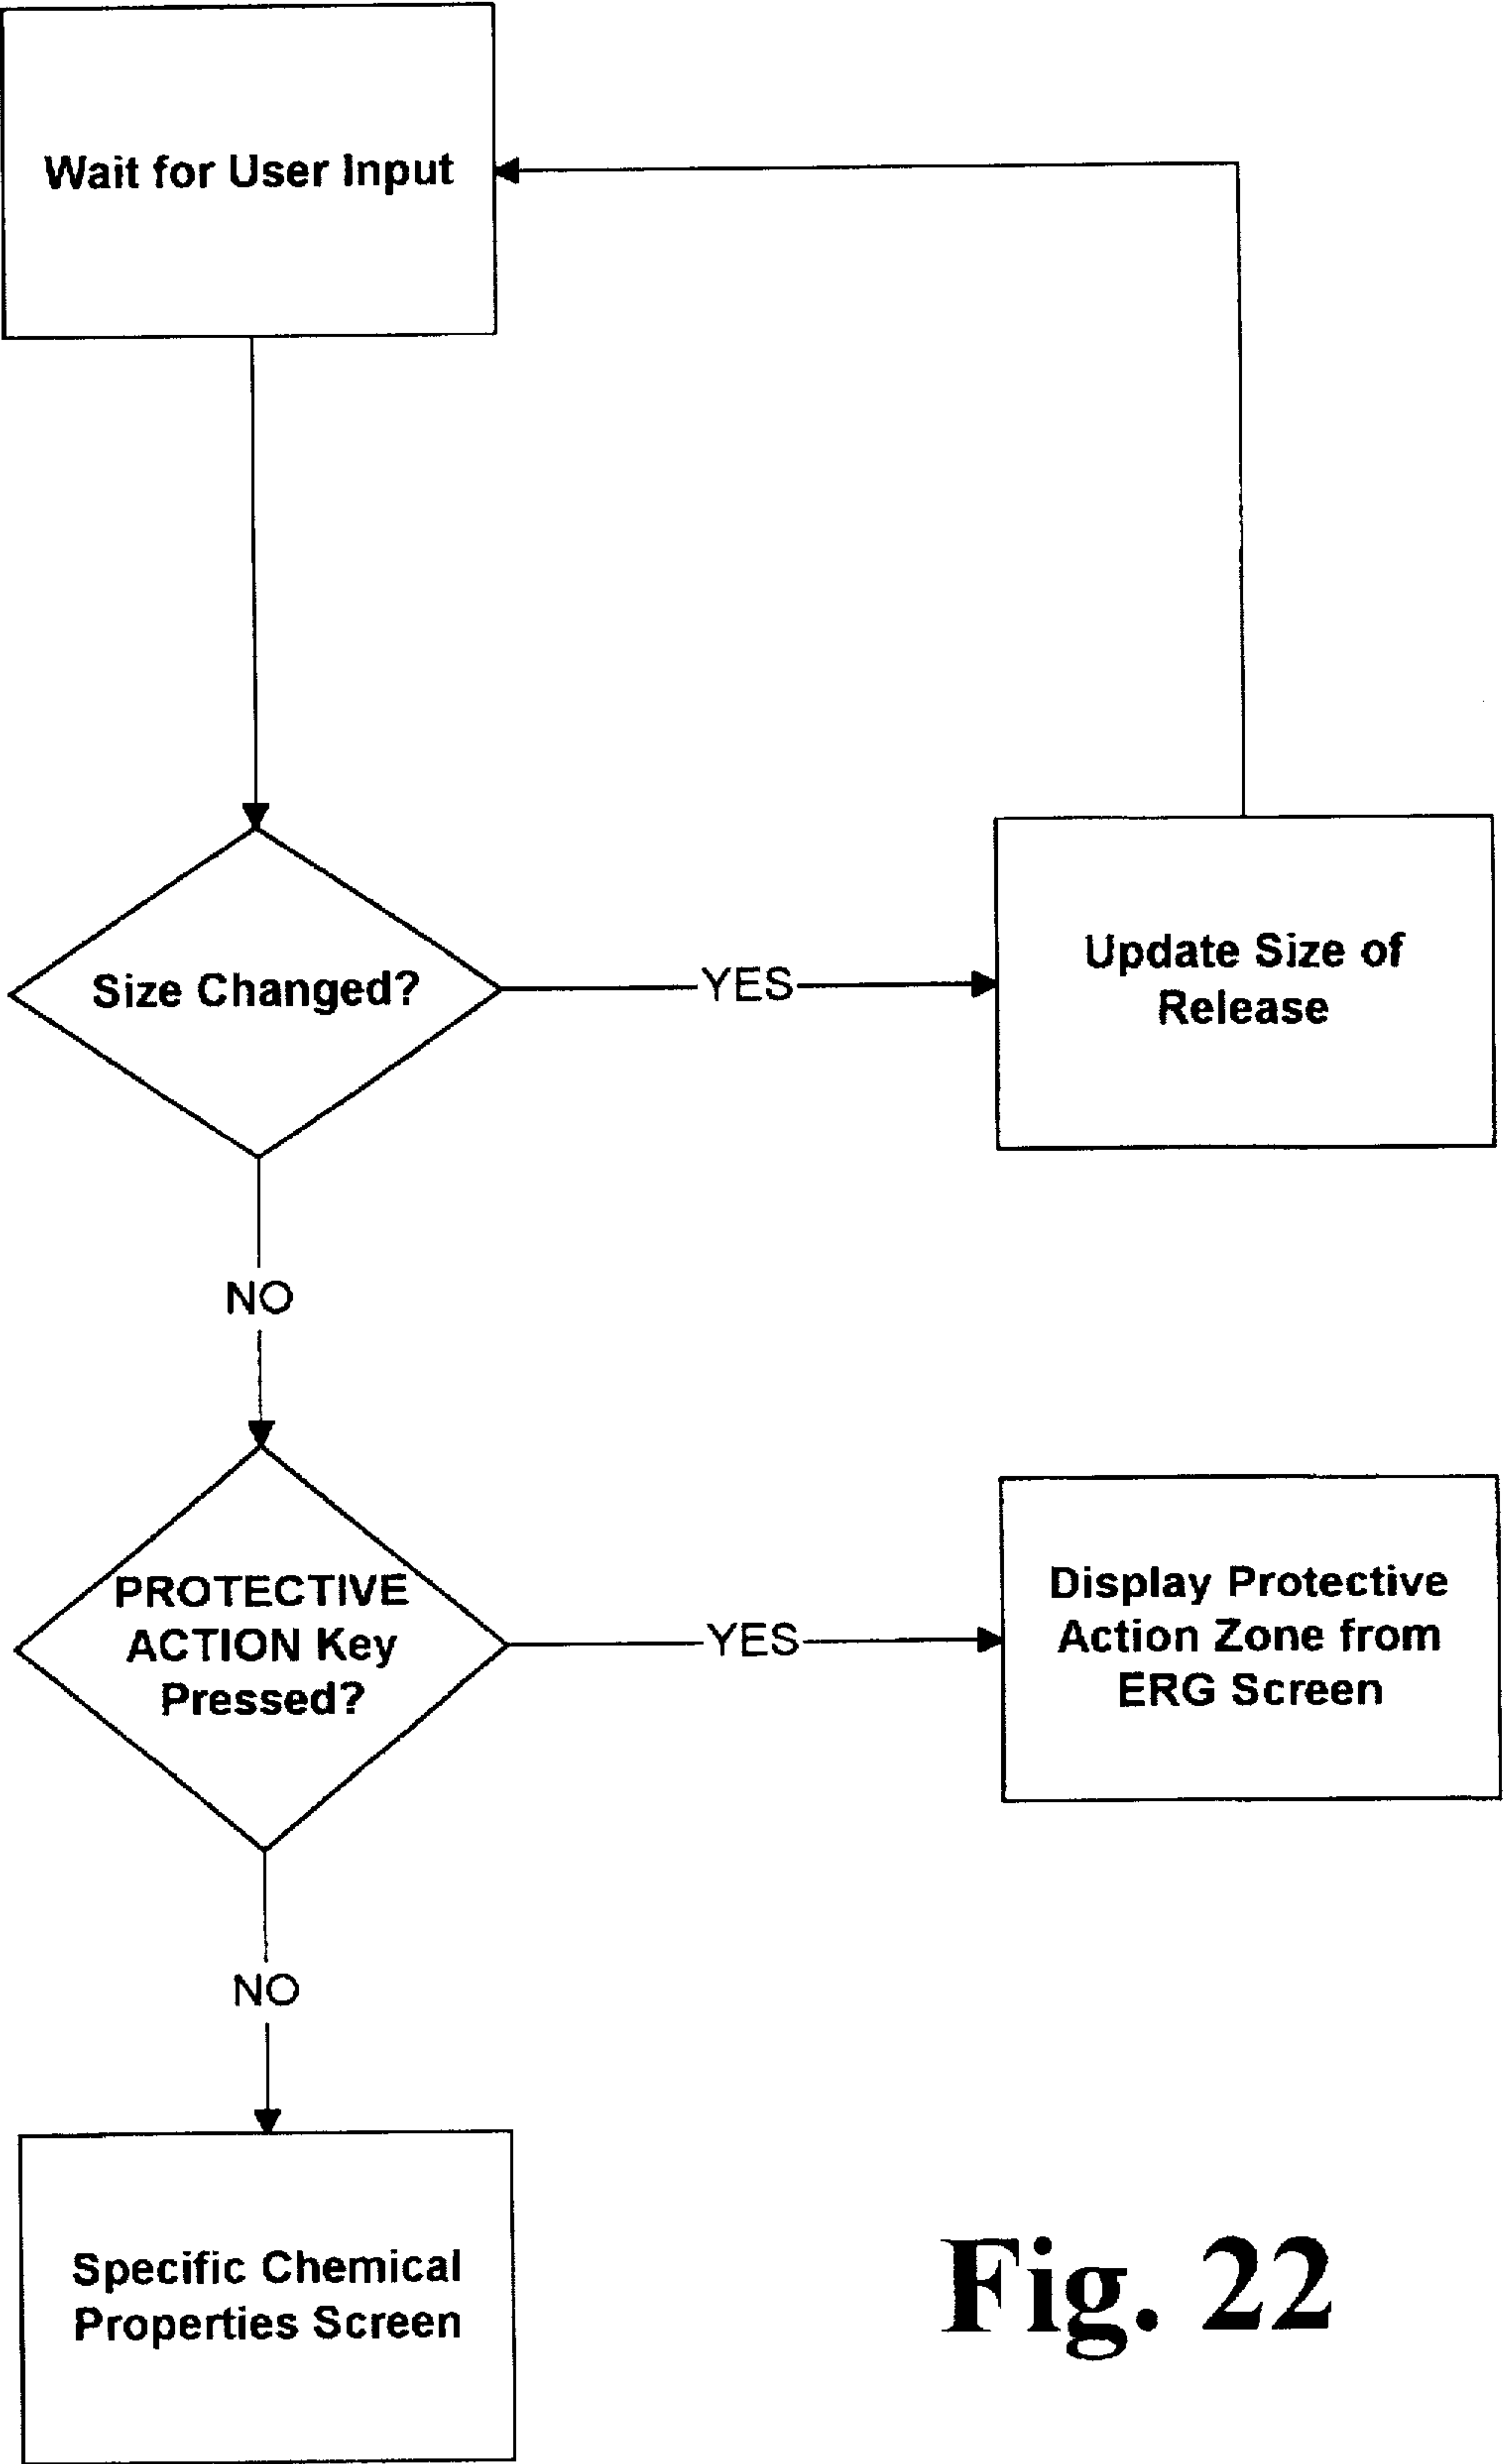 Wait for User Input
Size Changed?
YES
Update Size of
Release
NO
PROTECTIVE
ACTION Key
Pressed?
YES
Display Protective
Action Zone from
ERG Screen
NO
Specific Chemical
Properties Screen
Fig. 22